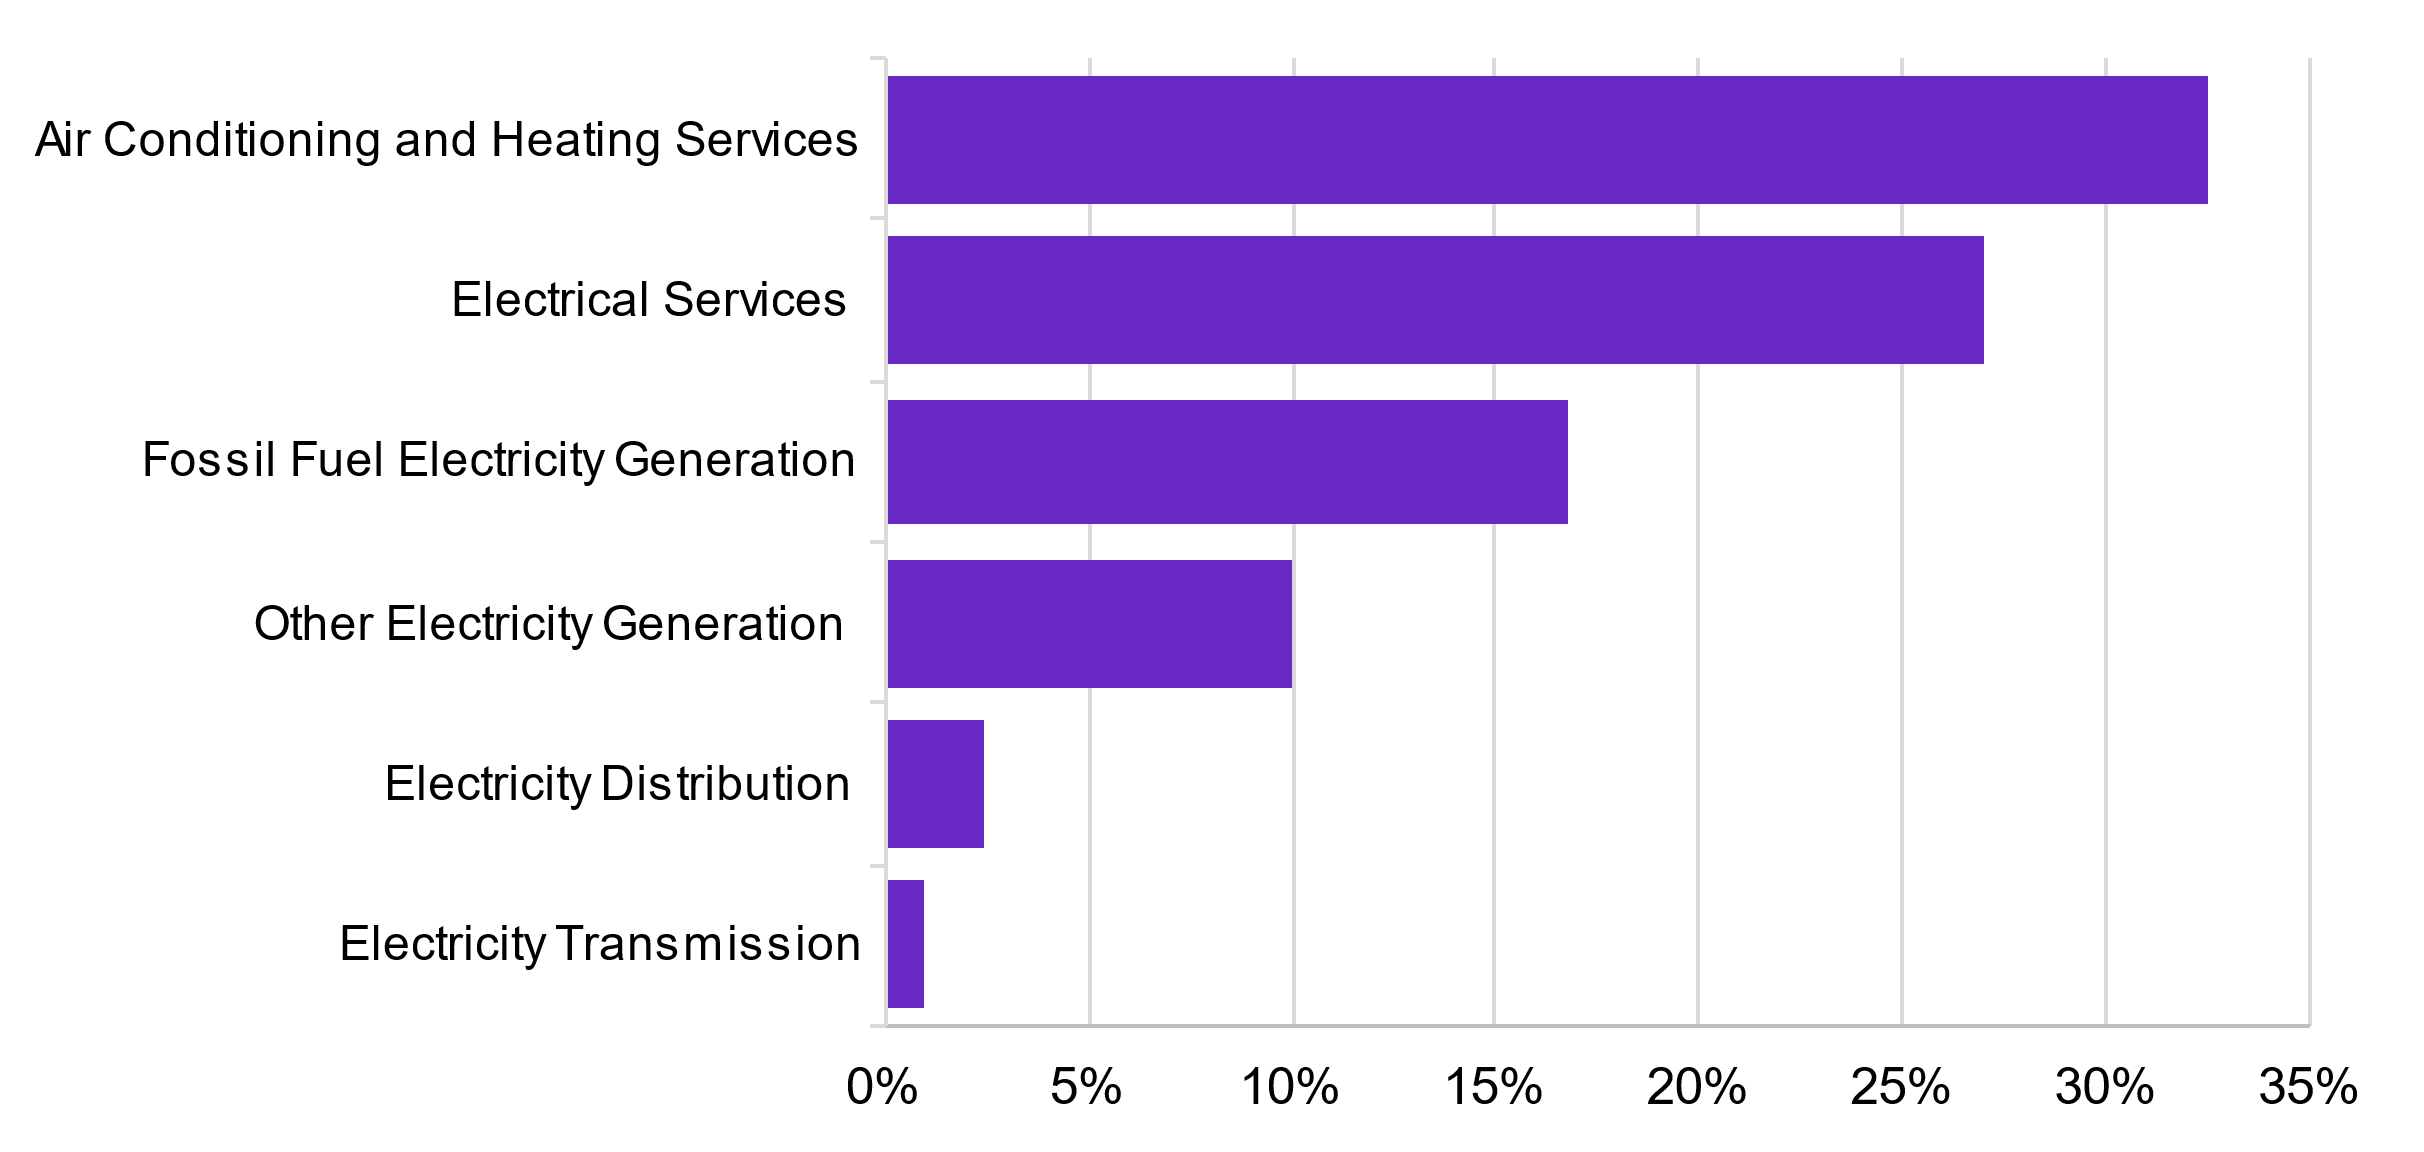 Air Conditioning and Heating Services
Electrical Services
Fossil Fuel Electricity Generation
Other Electricity Generation
Electricity Distribution
Electricity Transmission
0% 5% 10% 15% 20% 25% 30% 35%